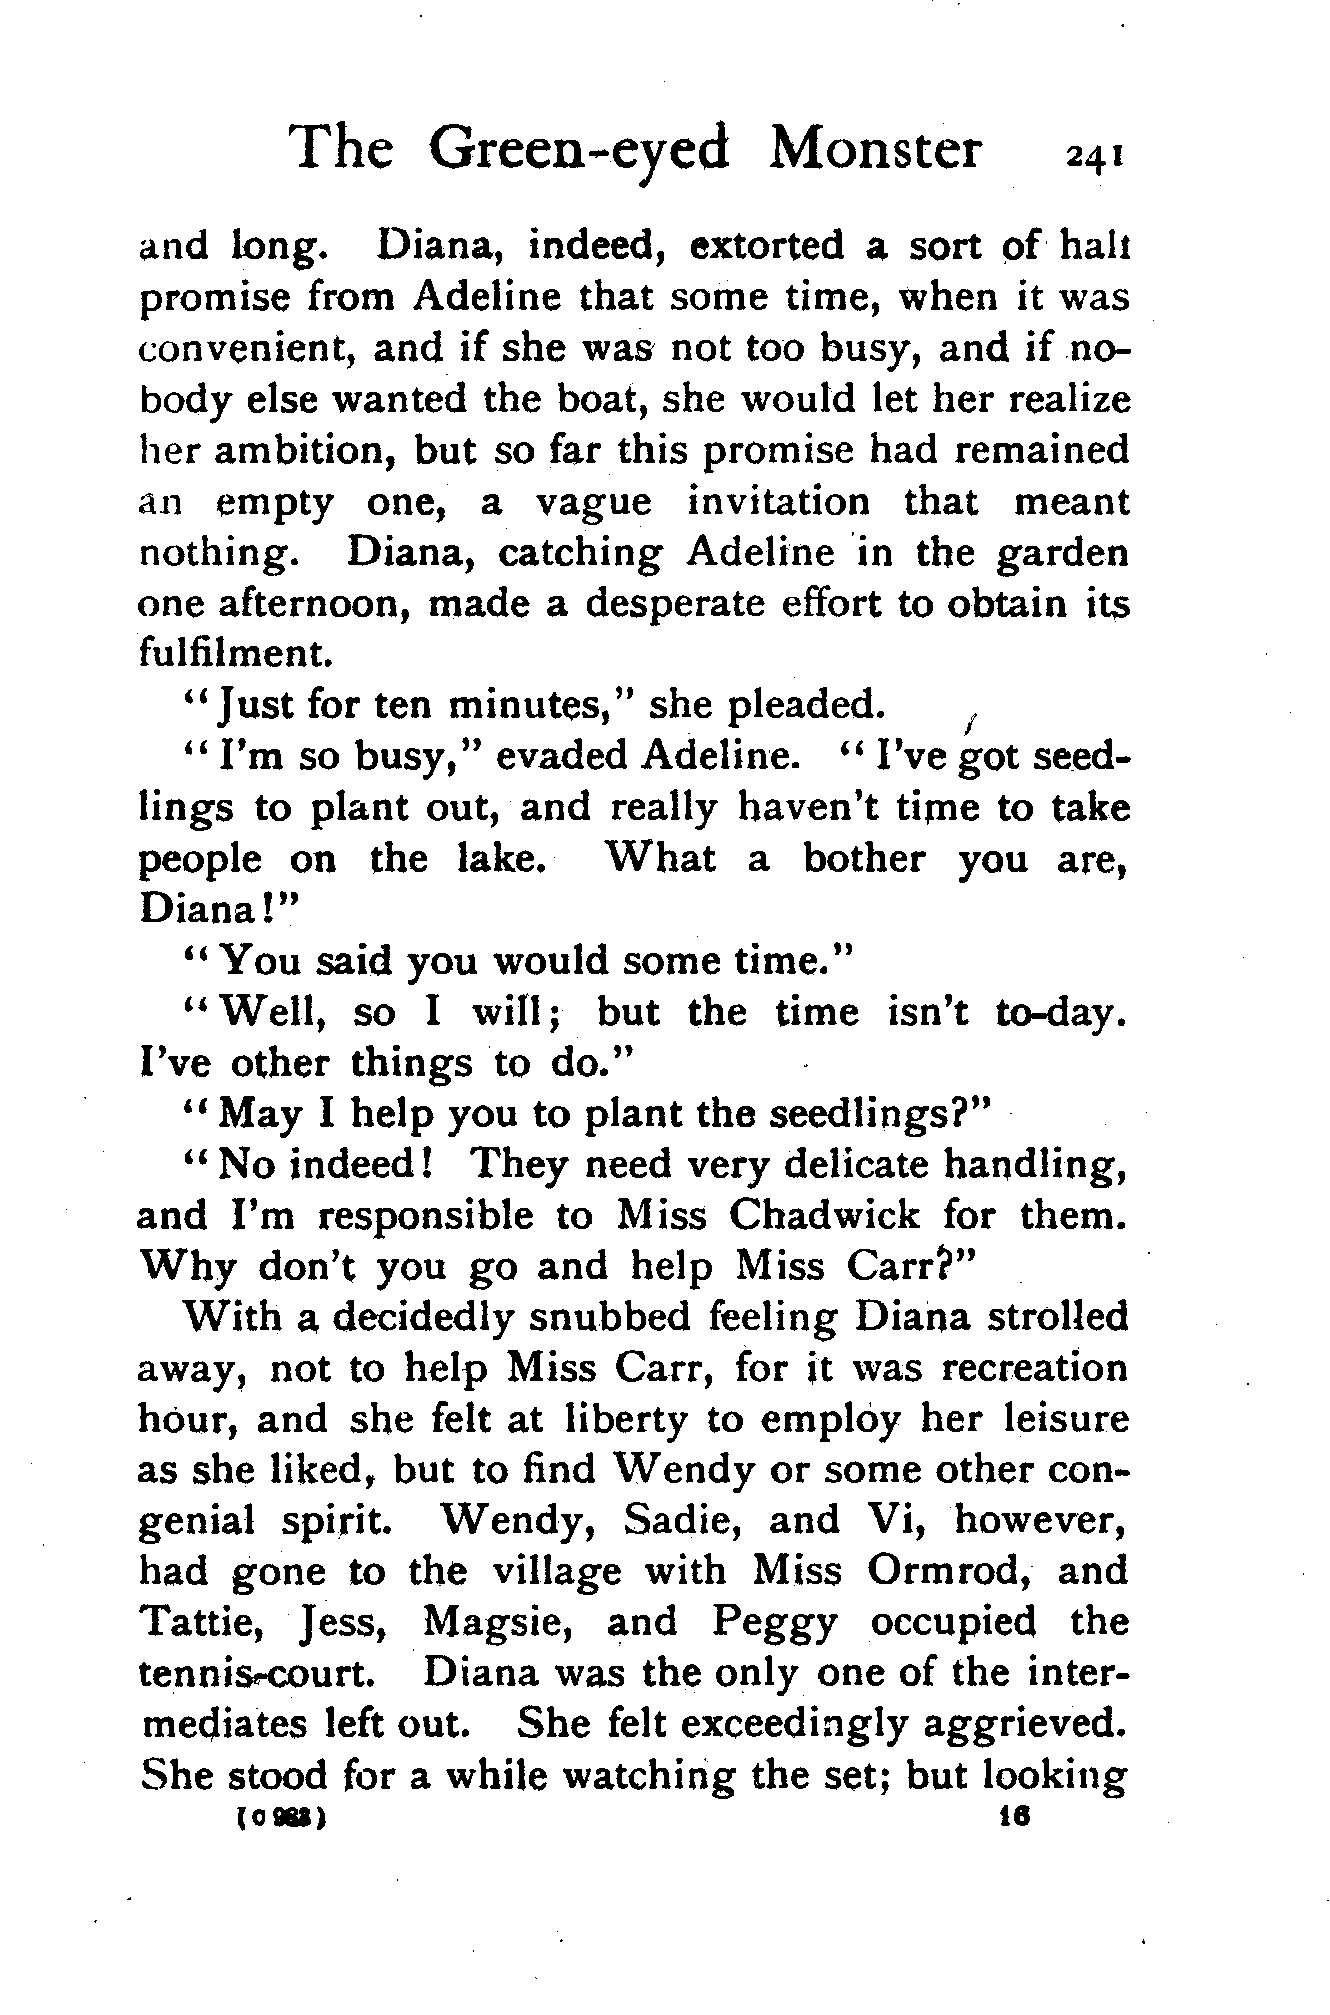 The Green-eyed Monster 241
and long. Diana, indeed, extorted a sort of half
promise from Adeline that some time, when it was
convenient, and if she was not too busy, and if no-
body else wanted the boat, she would let her realize
her ambition, but so far this promise had remained
an empty one, a vague invitation that meant
nothing. Diana, catching Adeline in the garden
one afternoon, made a desperate effort to obtain its
fulfilment.
"Just for ten minutes," she pleaded.
"I'm so busy," evaded Adeline. "I've got seed-
lings to plant out, and really haven't time to take
people on the lake. What a bother you are,
Diana!"
"You said you would some time."
"Well, so I will; but the time isn't to-day.
I've other things to do."
"May I help you to plant the seedlings?"
"No indeed! They need very delicate handling,
and I'm responsible to Miss Chadwick for them.
Why don't you go and help Miss Carr?"
With a decidedly snubbed feeling Diana strolled
away, not to help Miss Carr, for it was recreation
hour, and she felt at liberty to employ her leisure
as she liked, but to find Wendy or some other con-
genial spirit. Wendy, Sadie, and Vi, however,
had gone to the village with Miss Ormrod, and
Tattie, Jess, Magsie, and Peggy occupied the
tennis-court. Diana was the only one of the inter-
mediates left out. She felt exceedingly aggrieved.
She stood for a while watching the set; but looking
(C 983) 16